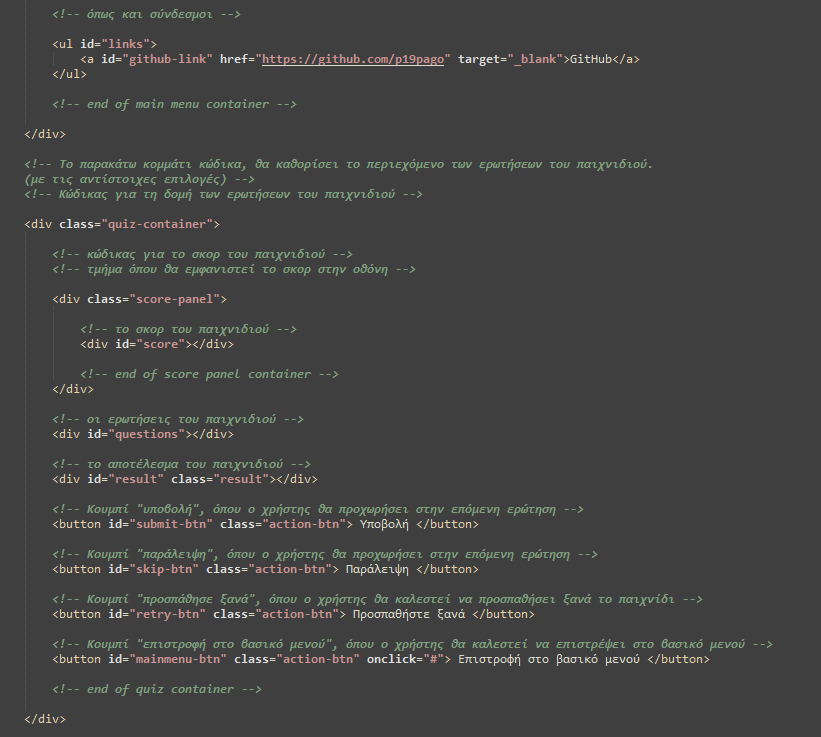 <!-- όπως και σύνδεσμοι -->
<ul id="links">
<a id="github-link" href="https://github.com/p19pago" target="_blank">GitHub</a>
</ul>
<!-- end of main menu container -->
</div>
<!-- Το παρακάτω κομμάτι κώδικα, θα καθορίσει το περιεχόμενο των ερωτήσεων του παιχνιδιού.
(με τις αντίστοιχες επιλογές) -->
<!-- Κώδικας για τη δομή των ερωτήσεων του παιχνιδιού -->
<div class="quiz-container">
<!-- κώδικας για το σκορ του παιχνιδιού -->
<!-- τμήμα όπου θα εμφανιστεί το σκορ στην οθόνη -->
<div class="score-panel">
<!-- το σκορ του παιχνιδιού -->
<div id="score"></div>
<!-- end of score panel container -->
</div>
<!-- οι ερωτήσεις του παιχνιδιού -->
<div id="questions"></div>
<!-- το αποτέλεσμα του παιχνιδιού -->
<div id="result" class="result"></div>
<!-- Κουμπί "υποβολή", όπου ο χρήστης θα προχωρήσει στην επόμενη ερώτηση -->
<button id="submit-btn" class="action-btn"> Υποβολή </button>
<!-- Κουμπί "παράλειψη", όπου ο χρήστης θα προχωρήσει στην επόμενη ερώτηση -->
<button id="skip-btn" class="action-btn"> Παράλειψη </button>
<!-- Κουμπί "προσπάθησε ξανά", όπου ο χρήστης θα καλεστεί να προσπαθήσει ξανά το παιχνίδι -->
<button id="retry-btn" class="action-btn"> Προσπαθήστε ξανά </button>
<!-- Κουμπί "επιστροφή στο βασικό μενού", όπου ο χρήστης θα καλεστεί να επιστρέψει στο βασικό μενού -->
<button id="mainmenu-btn" class="action-btn" onclick="#"> Επιστροφή στο βασικό μενού </button>
<!-- end of quiz container -->
</div>